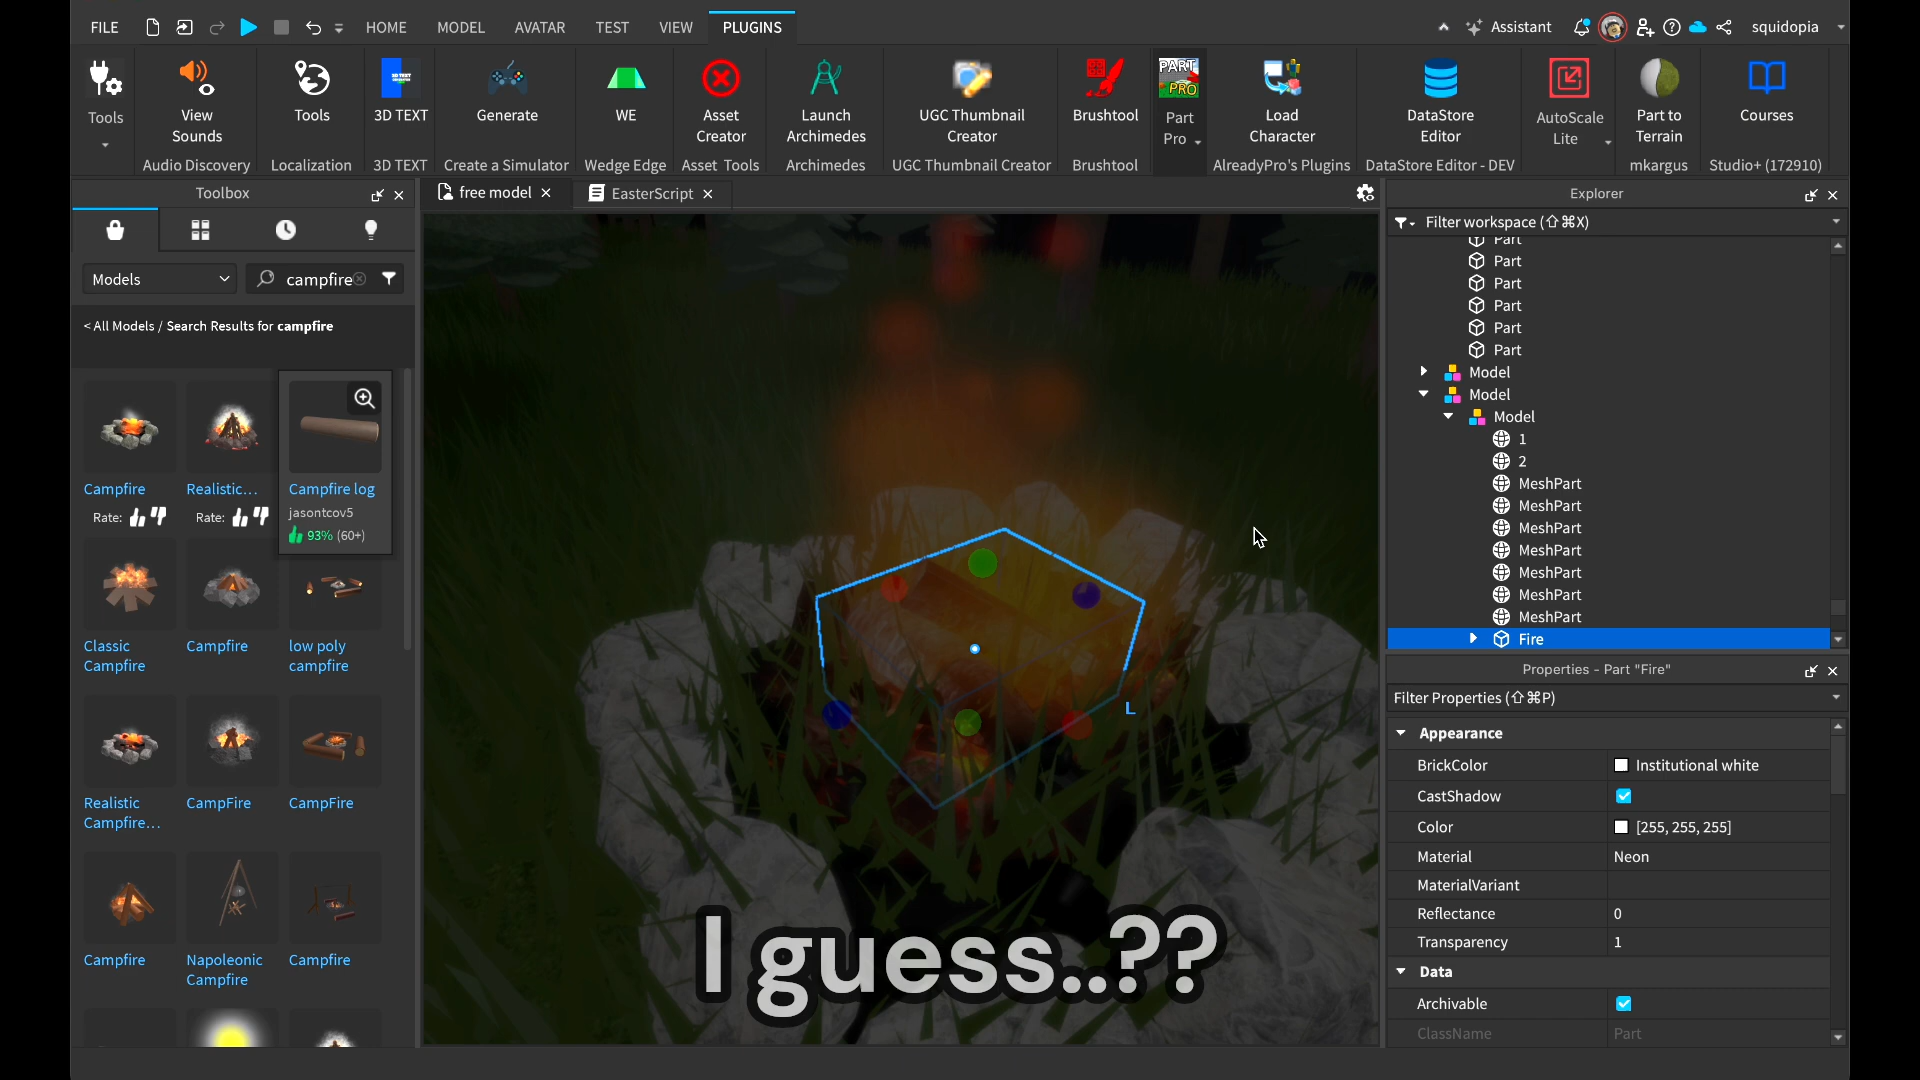 FILE HOME MODEL AVATAR TEST VIEW PLUGINS Assistant squidopia
Tools
View Sounds
Audio Discovery
Tools
Localization
3D TEXT
3D TEXT
3D TEXT
Generate
Create a Simulator
WE
Wedge Edge
Asset Creator
Asset Tools
Launch Archimedes
Archimedes
UGC Thumbnail Creator
UGC Thumbnail Creator
Brushtool
Brushtool
PART PRO
Part Pro
Load Character
AlreadyPro's Plugins
DataStore Editor
DataStore Editor - DEV
AutoScale Lite
Part to Terrain
mkargus
Courses
Studio+ (172910)
Toolbox
Models
campfire
< All Models / Search Results for campfire
Campfire
Rate:
Realistic...
Rate:
Campfire log
jasontcov5
93% (60+)
Classic Campfire
Campfire
low poly campfire
Realistic Campfire...
CampFire
CampFire
Campfire
Napoleonic Campfire
Campfire
free model
EasterScript
L
I guess..??
Explorer
Filter workspace (⇧⌘X)
Part
Part
Part
Part
Part
Part
Model
Model
Model
1
2
MeshPart
MeshPart
MeshPart
MeshPart
MeshPart
MeshPart
MeshPart
Fire
Properties - Part "Fire"
Filter Properties (⇧⌘P)
Appearance
BrickColor Institutional white
CastShadow
Color [255, 255, 255]
Material Neon
MaterialVariant
Reflectance 0
Transparency 1
Data
Archivable
ClassName Part